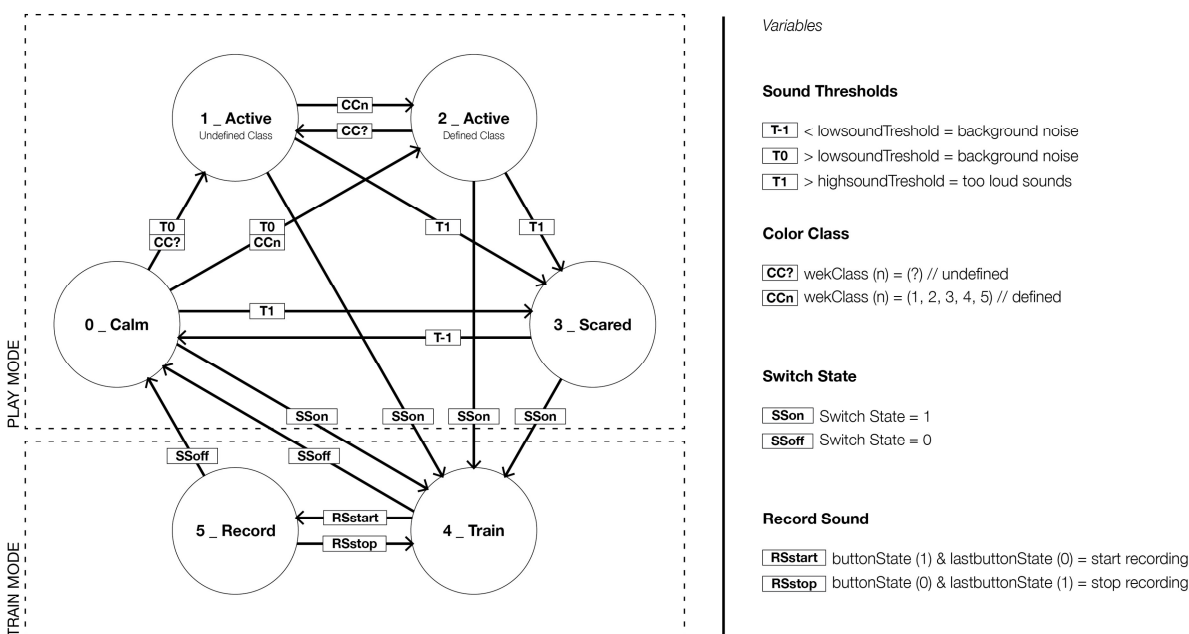 1 _ Active
Undefined Class
CCn
CC?
2 _ Active
Defined Class
T0
CC?
T0
CCn
T1
T1
0 _ Calm
T1
T-1
3 _ Scared
PLAY MODE
SSon
SSon
SSon
SSon
SSoff
SSoff
5 _ Record
RSstart
RSstop
4 _ Train
TRAIN MODE
Variables
Sound Thresholds
T-1 < lowsoundTreshold = background noise
T0 > lowsoundTreshold = background noise
T1 > highsoundTreshold = too loud sounds
Color Class
CC? wekClass (n) = (?) // undefined
CCn wekClass (n) = (1, 2, 3, 4, 5) // defined
Switch State
SSon Switch State = 1
SSoff Switch State = 0
Record Sound
RSstart buttonState (1) & lastbuttonState (0) = start recording
RSstop buttonState (0) & lastbuttonState (1) = stop recording